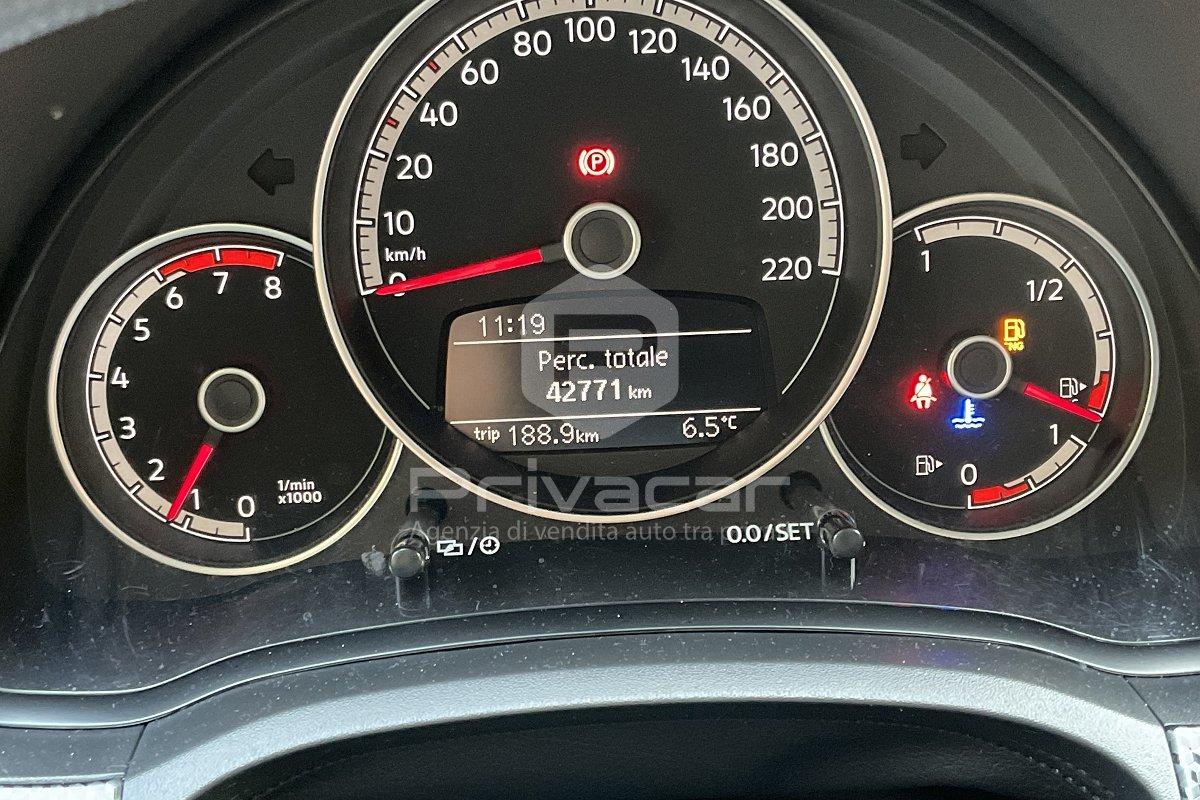 80 100 120
60 140
40 160
20 180
10 200
km/h
0 220
11:19
Perc. totale
42771 km
trip 188.9km 6.5°C
0 1 2 3 4 5 6 7 8
1/min
x1000
1
1/2
NG
1
0
0.0/SET
Privacar
Agenzia di vendita auto tra